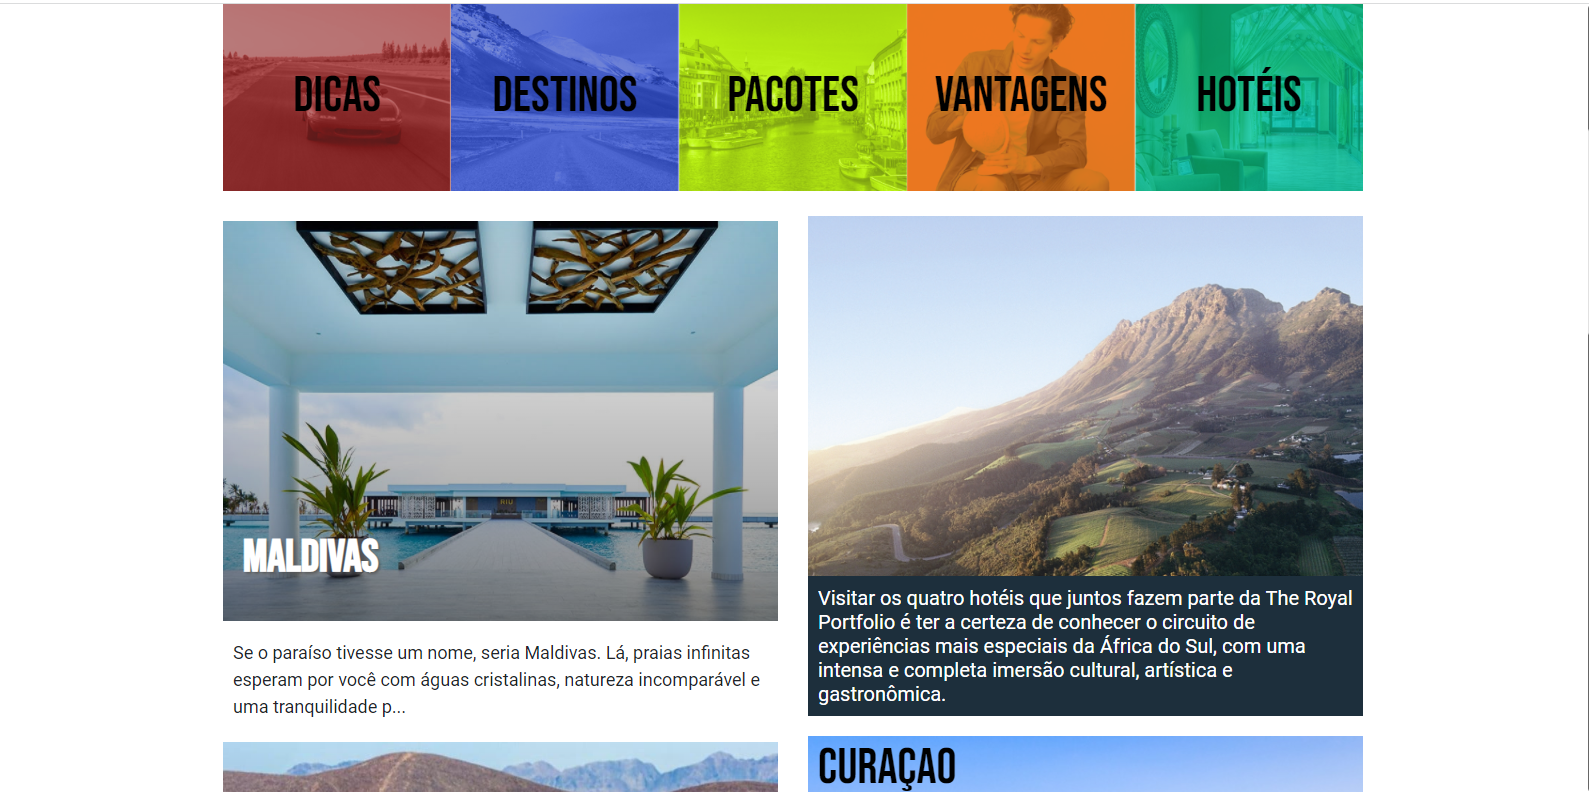 DICAS
DESTINOS
PACOTES
VANTAGENS
HOTÉIS
RIU
MALDIVAS
Se o paraíso tivesse um nome, seria Maldivas. Lá, praias infinitas
esperam por você com águas cristalinas, natureza incomparável e
uma tranquilidade p...
Visitar os quatro hotéis que juntos fazem parte da The Royal
Portfolio é ter a certeza de conhecer o circuito de
experiências mais especiais da África do Sul, com uma
intensa e completa imersão cultural, artística e
gastronômica.
CURAÇAO